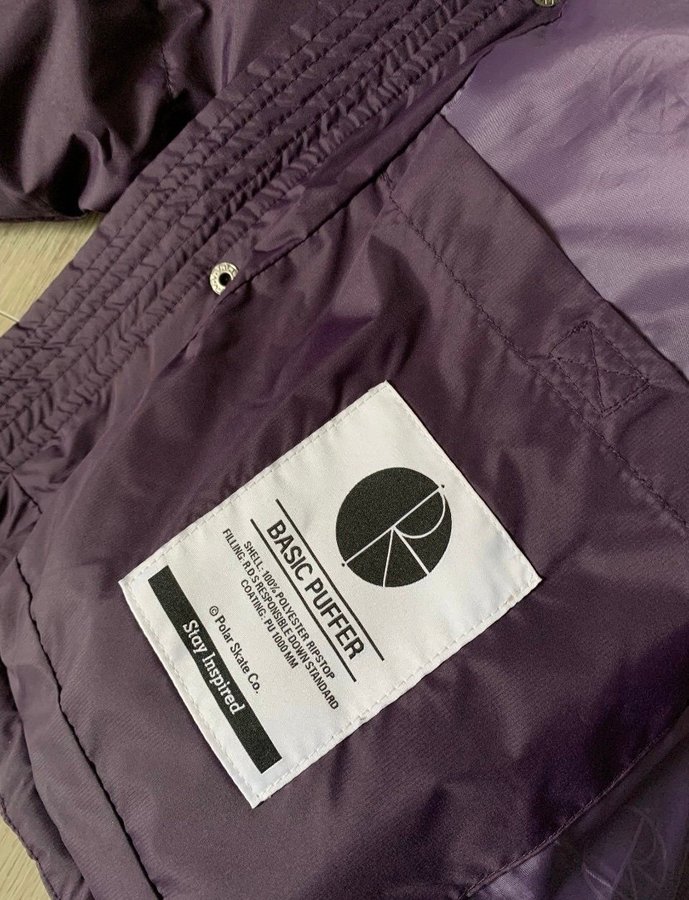 BASIC PUFFER
SHELL: 100% POLYESTER RIPSTOP
FILLING R·D·S RESPONSIBLE DOWN STANDARD
COATING: PU 1000 MM
© Polar Skate Co.
Stay Inspired